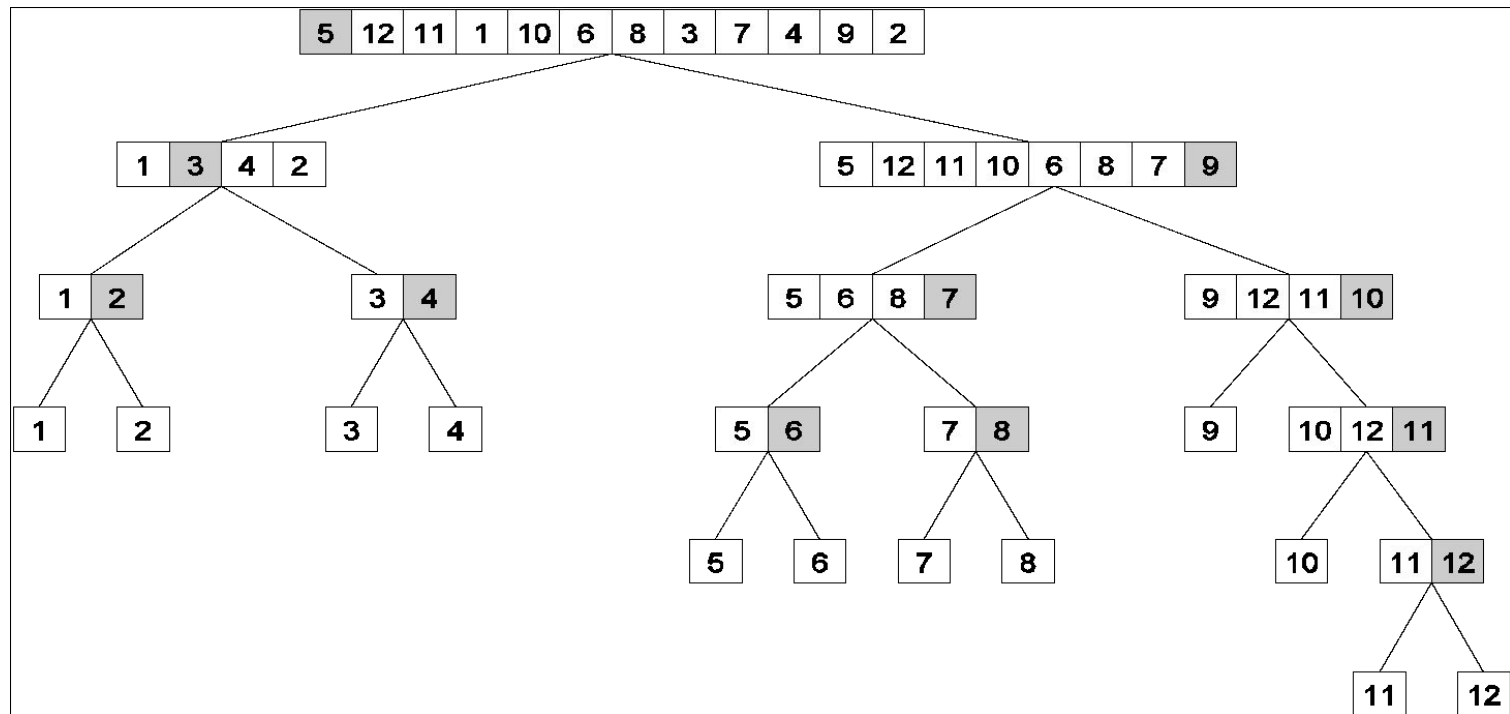 5 12 11 1 10 6 8 3 7 4 9 2
1 3 4 2 5 12 11 10 6 8 7 9
1 2 3 4 5 6 8 7 9 12 11 10
1 2 3 4 5 6 7 8 9 10 12 11
5 6 7 8 10 11 12
11 12